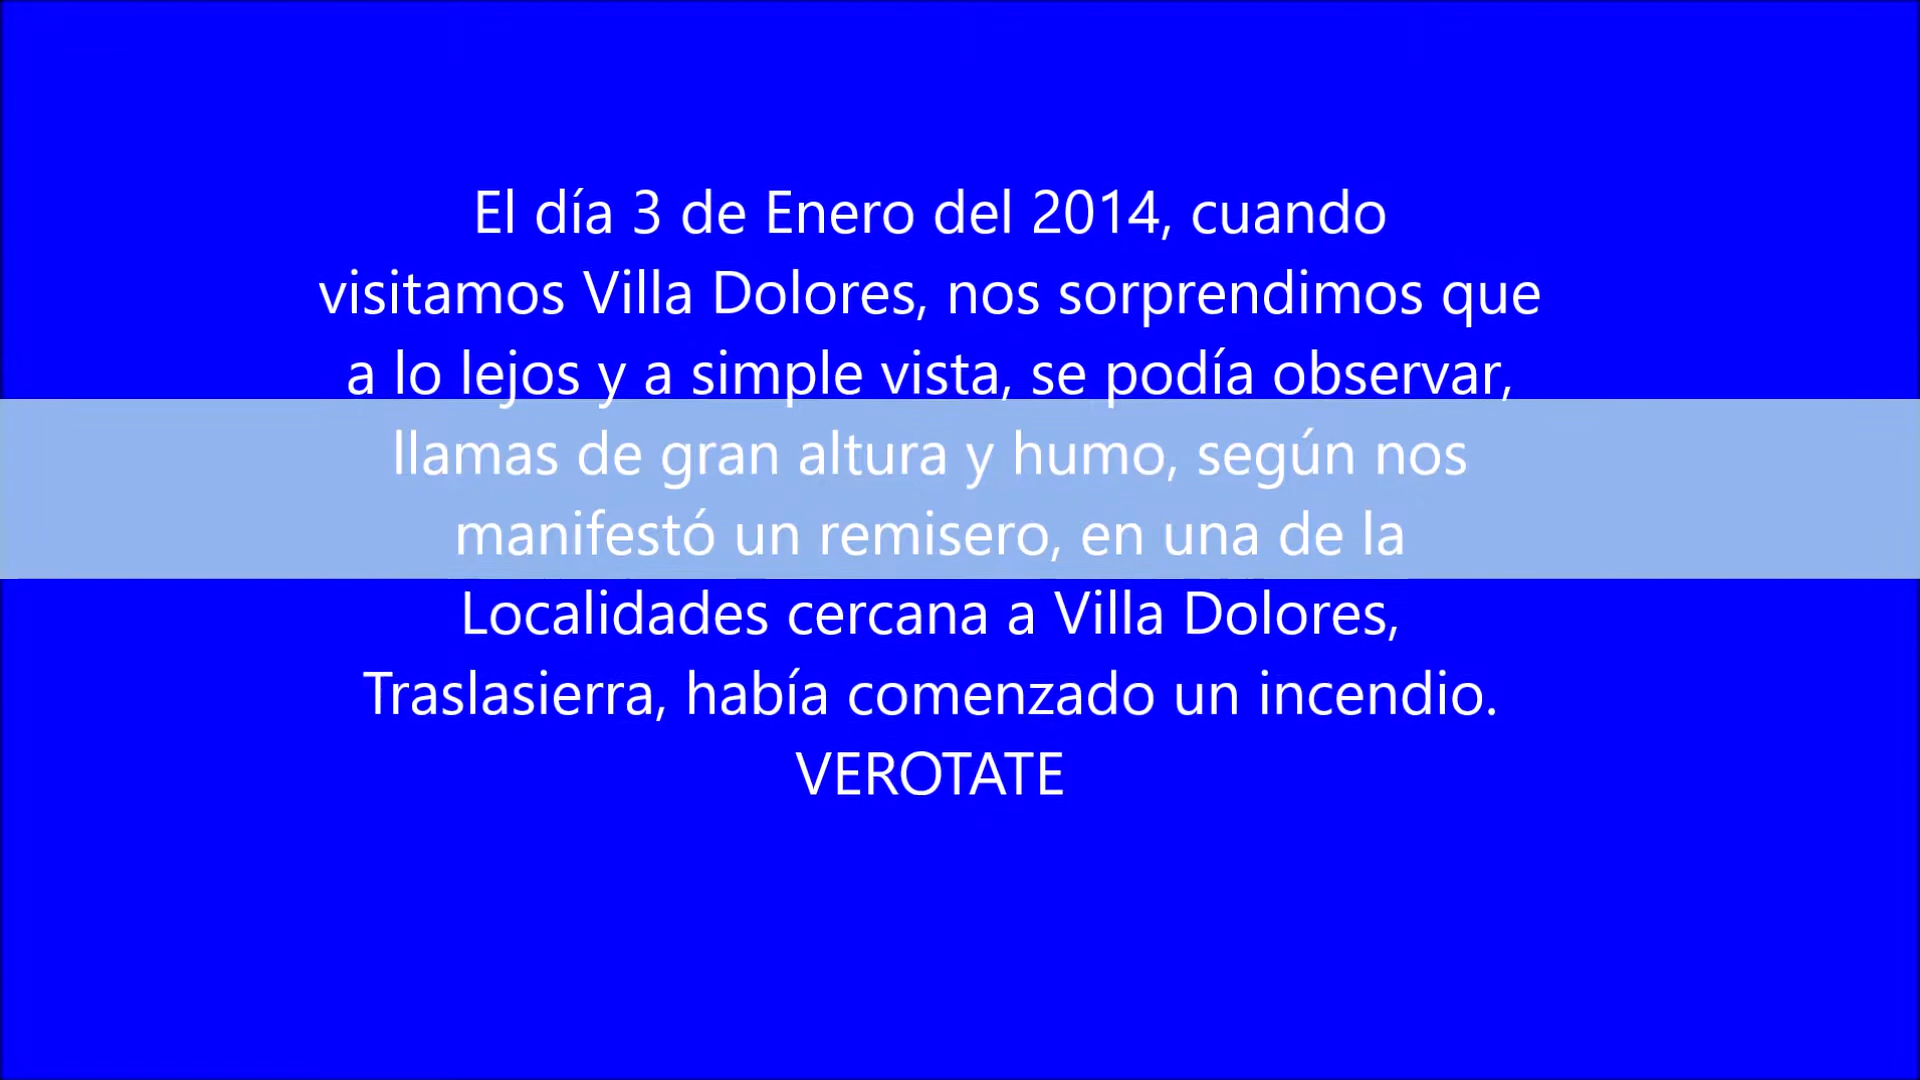 El día 3 de Enero del 2014, cuando
visitamos Villa Dolores, nos sorprendimos que
a lo lejos y a simple vista, se podía observar,
llamas de gran altura y humo, según nos
manifestó un remisero, en una de la
Localidades cercana a Villa Dolores,
Traslasierra, había comenzado un incendio.
VEROTATE